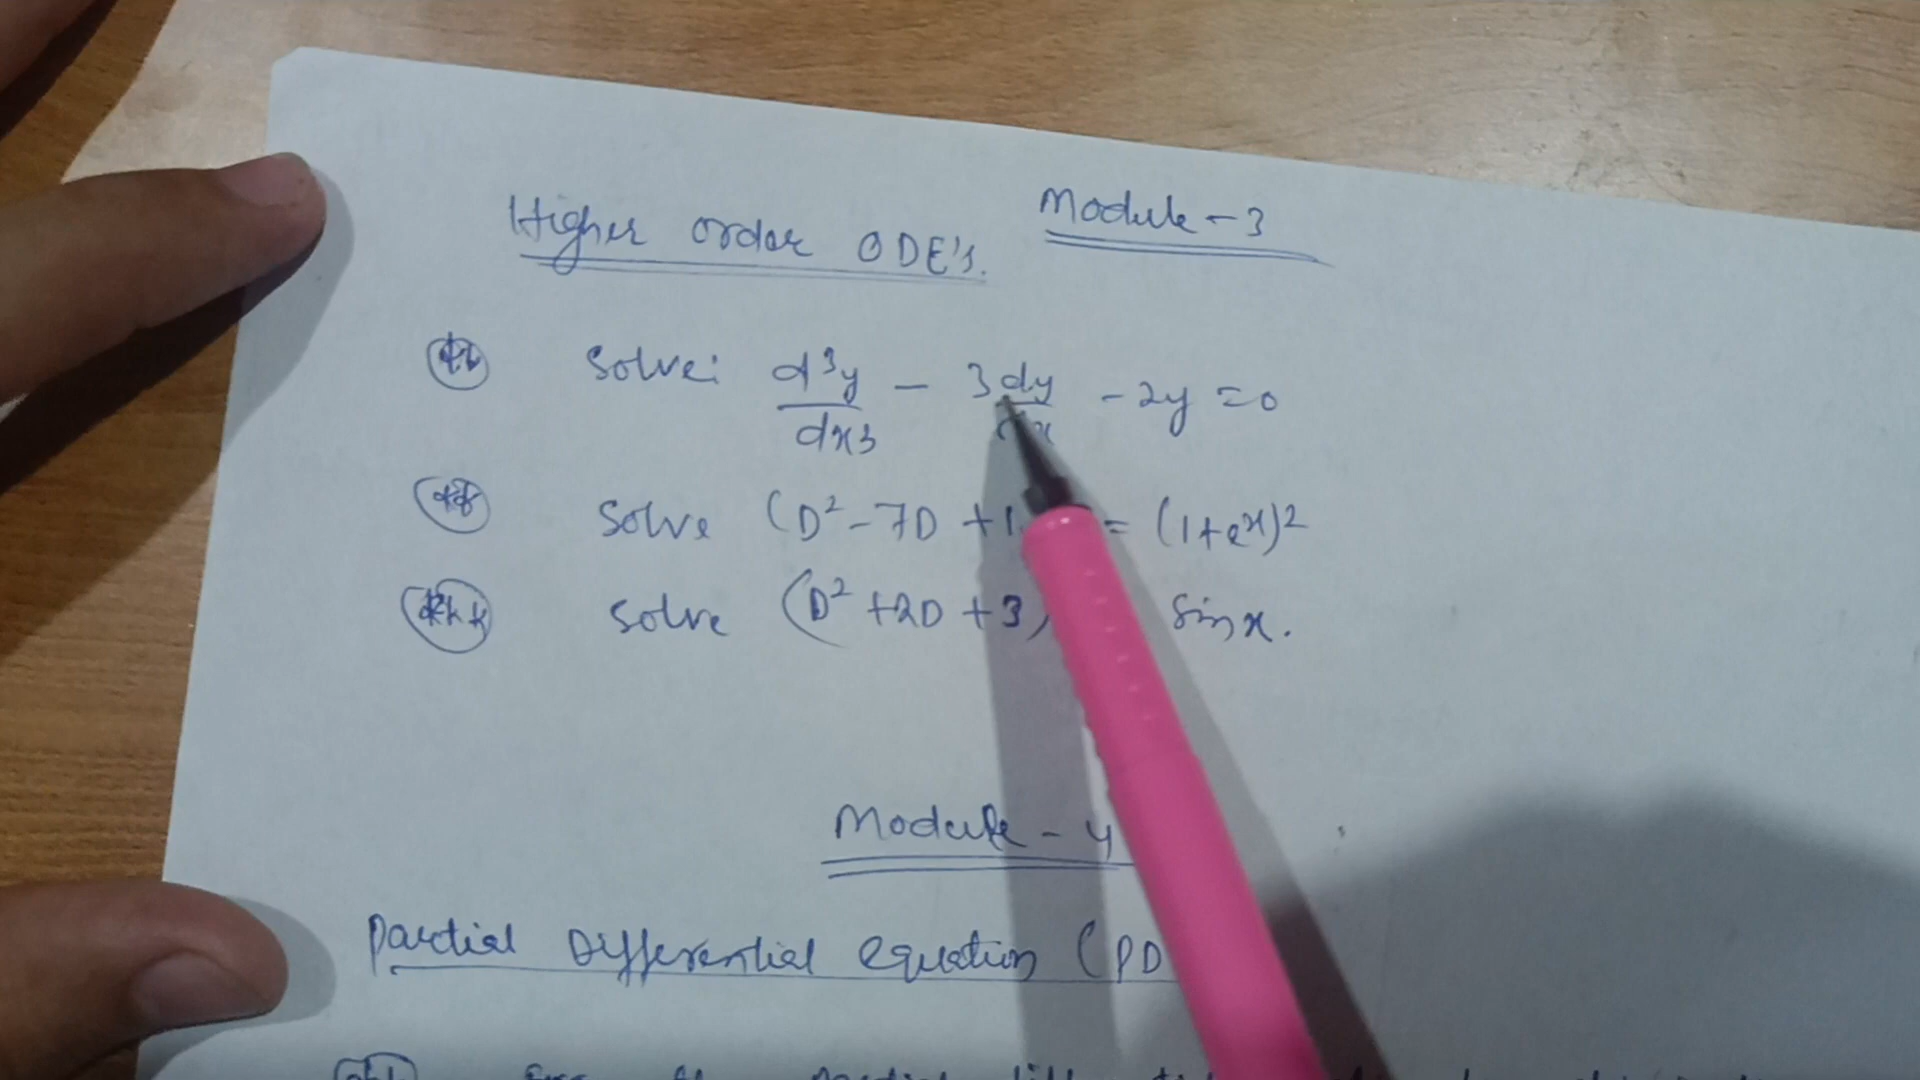 Module - 3
Higher order ODE's.
Solve: d³y/dx3 - 3dy/dx - 2y = 0
Solve (D² - 7D + 1 = (1+e^x)²
Solve (D² + 2D + 3) sin x.
Module - 4
Partial Differential equation (PD